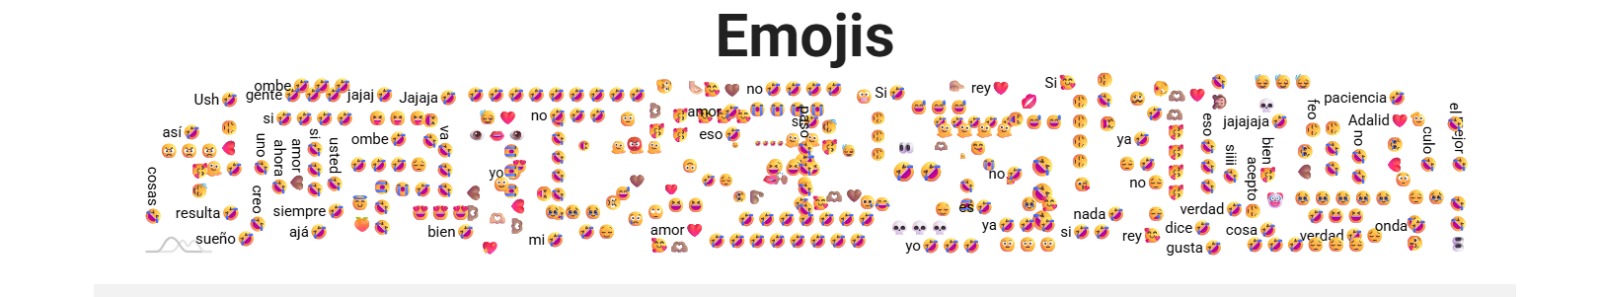 Emojis
ombe
gente
jajaj
Jajaja
Ush
no
Si
rey
Si
paciencia
si
no
amor
si
paso
eso
feo
Adalid
el mejor
así
uno
ahora
amor
si
usted
ombe
va
ya
eso
jajajaja
siiiii
bien
no
culo
cosas
yo
no
no
acepto
creo
resulta
siempre
es
nada
verdad
sueño
ajá
bien
mi
amor
yo
ya
si
rey
dice
gusta
cosa
verdad
onda